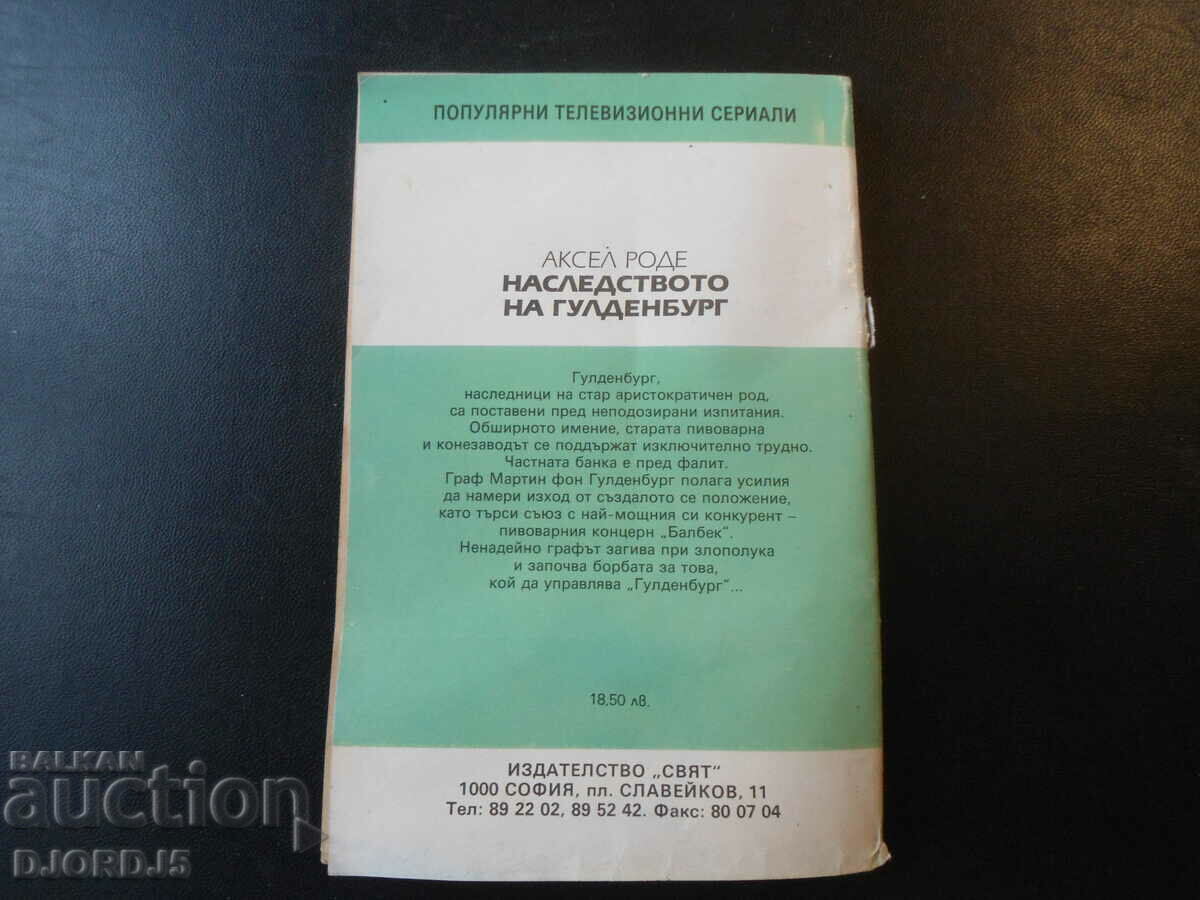 ПОПУЛЯРНИ ТЕЛЕВИЗИОННИ СЕРИАЛИ
АКСЕЛ РОДЕ
НАСЛЕДСТВОТО
НА ГУЛДЕНБУРГ
Гулденбург,
наследници на стар аристократичен род,
са поставени пред неподозирани изпитания.
Обширното имение, старата пивоварна
и конезаводът се поддържат изключително трудно.
Частната банка е пред фалит.
Граф Мартин фон Гулденбург полага усилия
да намери изход от създалото се положение,
като търси съюз с най-мощния си конкурент –
пивоварния концерн „Балбек".
Ненадейно графът загива при злополука
и започва борбата за това,
кой да управлява „Гулденбург"...
18,50 лв.
ИЗДАТЕЛСТВО „СВЯТ"
1000 СОФИЯ, пл. СЛАВЕЙКОВ, 11
Тел: 89 22 02, 89 52 42. Факс: 80 07 04
BALKAN
auction
DJORDJ5